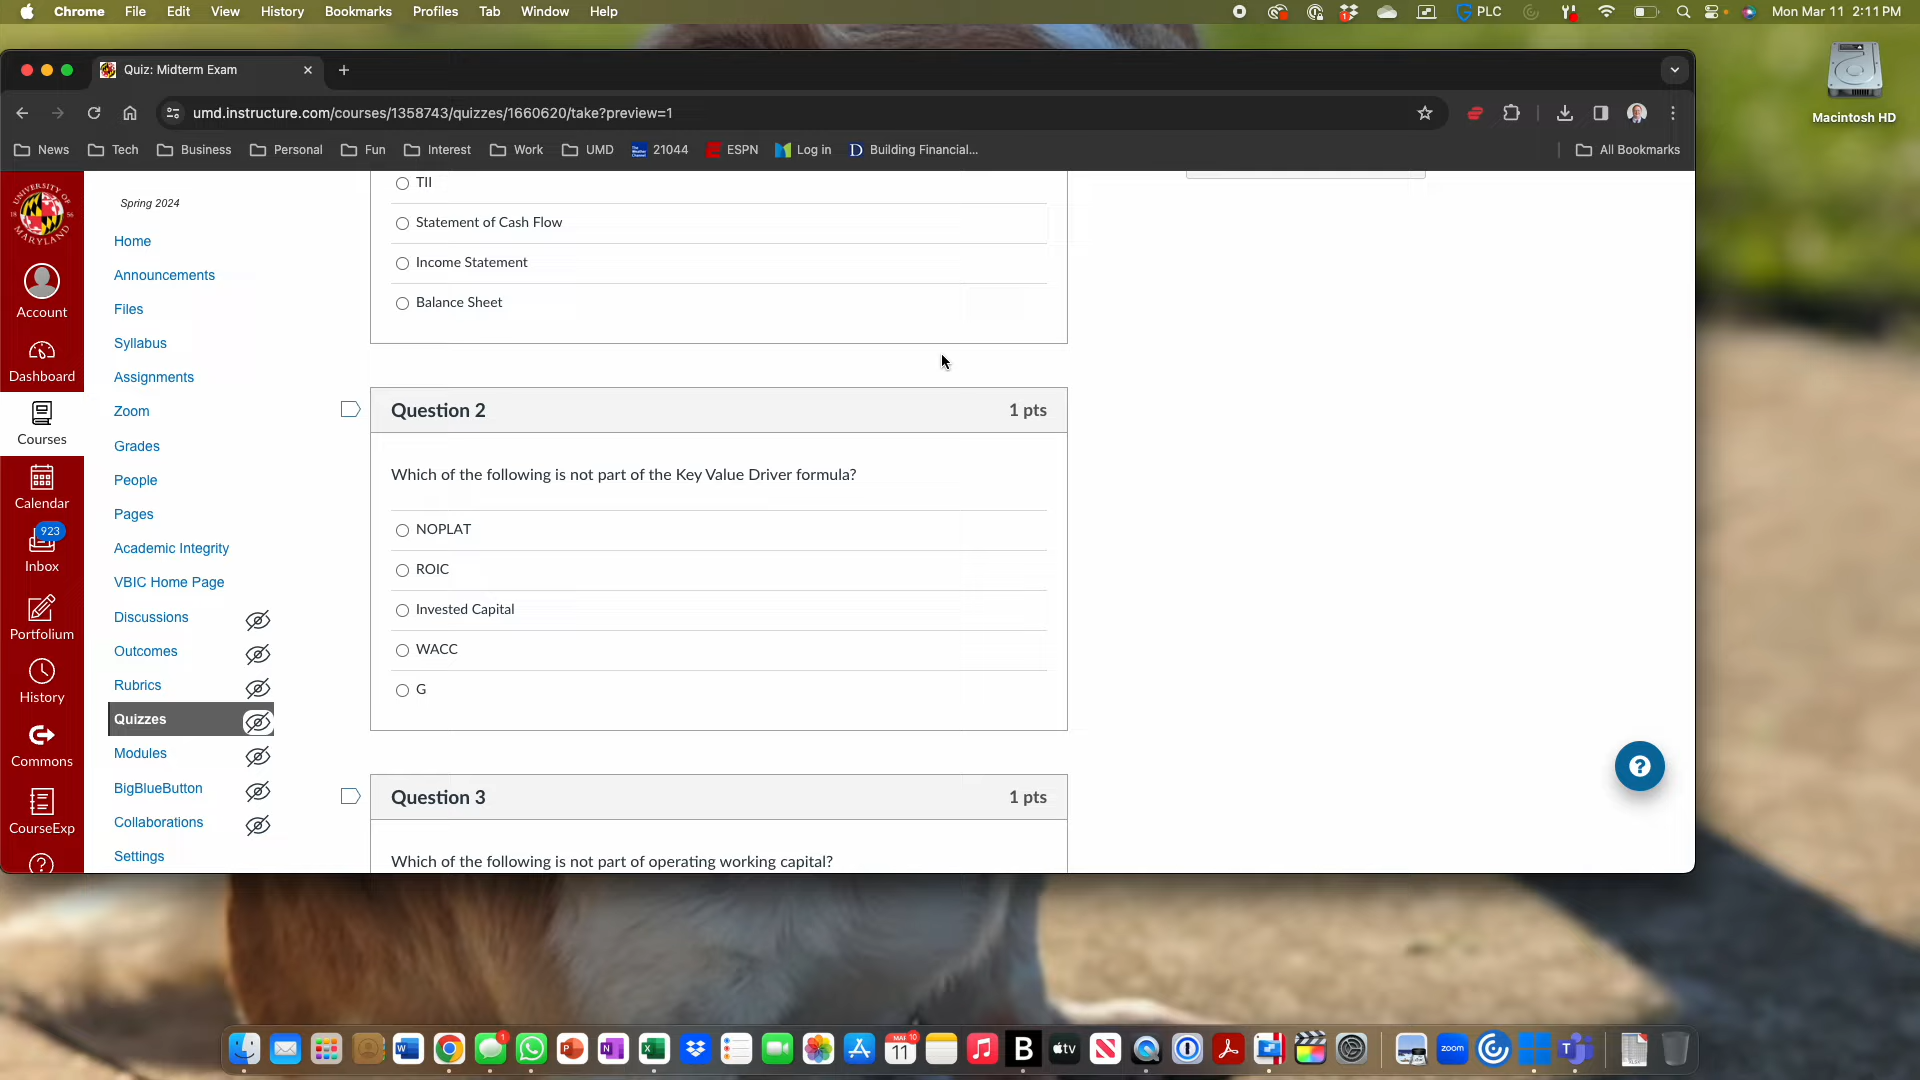 Chrome File Edit View History Bookmarks Profiles Tab Window Help
PLC Mon Mar 11 2:11 PM
Quiz: Midterm Exam
umd.instructure.com/courses/1358743/quizzes/1660620/take?preview=1
News Tech Business Personal Fun Interest Work UMD 21044 ESPN Log in Building Financial... All Bookmarks
Macintosh HD
UNIVERSITY OF
MARYLAND
Account
Dashboard
Courses
Calendar
923
Inbox
Portfolium
History
Commons
CourseExp
Spring 2024
Home
Announcements
Files
Syllabus
Assignments
Zoom
Grades
People
Pages
Academic Integrity
VBIC Home Page
Discussions
Outcomes
Rubrics
Quizzes
Modules
BigBlueButton
Collaborations
Settings
TII
Statement of Cash Flow
Income Statement
Balance Sheet
Question 2 1 pts
Which of the following is not part of the Key Value Driver formula?
NOPLAT
ROIC
Invested Capital
WACC
G
Question 3 1 pts
Which of the following is not part of operating working capital?
11
tv
zoom